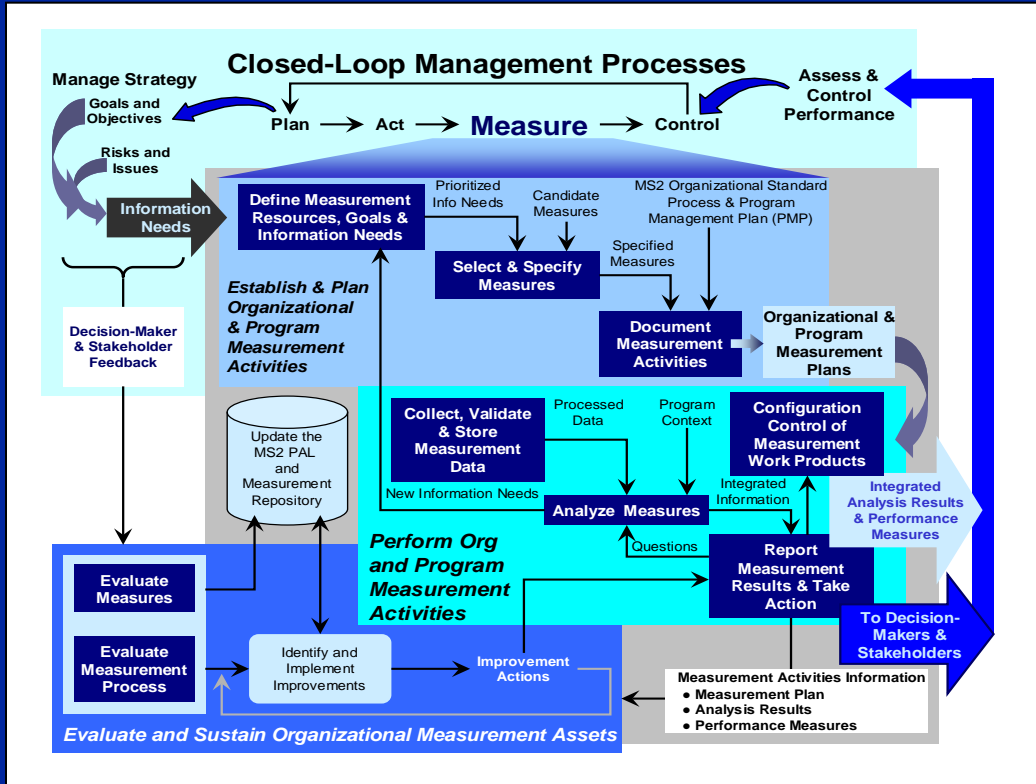 Closed-Loop Management Processes
Manage Strategy
Goals and
Objectives
Risks and
Issues
Plan
Act
Measure
Control
Assess &
Control
Performance
Information
Needs
Define Measurement
Resources, Goals &
Information Needs
Prioritized
Info Needs
Candidate
Measures
MS2 Organizational Standard
Process & Program
Management Plan (PMP)
Select & Specify
Measures
Specified
Measures
Establish & Plan
Organizational
& Program
Measurement
Activities
Document
Measurement
Activities
Organizational &
Program
Measurement
Plans
Decision-Maker
& Stakeholder
Feedback
Update the
MS2 PAL
and
Measurement
Repository
Collect, Validate
& Store
Measurement
Data
Processed
Data
Program
Context
Configuration
Control of
Measurement
Work Products
New Information Needs
Analyze Measures
Integrated
Information
Integrated
Analysis Results
& Performance
Measures
Questions
Perform Org
and Program
Measurement
Activities
Report
Measurement
Results & Take
Action
To Decision-
Makers &
Stakeholders
Evaluate
Measures
Evaluate
Measurement
Process
Identify and
Implement
Improvements
Improvement
Actions
Measurement Activities Information
● Measurement Plan
● Analysis Results
● Performance Measures
Evaluate and Sustain Organizational Measurement Assets